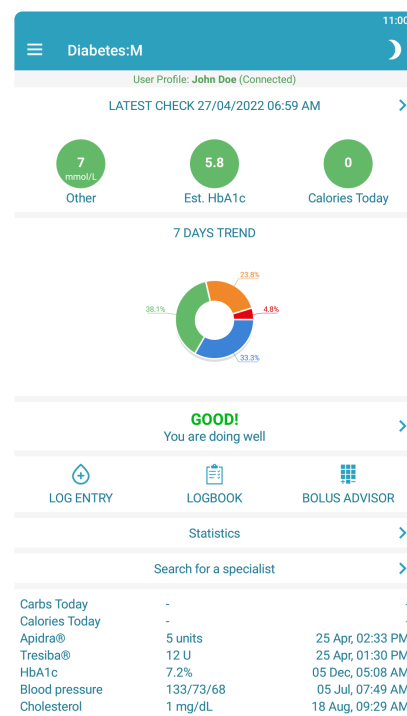 11:00
Diabetes:M
User Profile: John Doe (Connected)
LATEST CHECK 27/04/2022 06:59 AM
7 5.8 0
mmol/L
Other Est. HbA1c Calories Today
7 DAYS TREND
23.8%
38.1% 4.8%
33.3%
GOOD!
You are doing well
LOG ENTRY LOGBOOK BOLUS ADVISOR
Statistics
Search for a specialist
Carbs Today - -
Calories Today - -
Apidra® 5 units 25 Apr, 02:33 PM
Tresiba® 12 U 25 Apr, 01:30 PM
HbA1c 7.2% 05 Dec, 05:08 AM
Blood pressure 133/73/68 05 Jul, 07:49 AM
Cholesterol 1 mg/dL 18 Aug, 09:29 AM